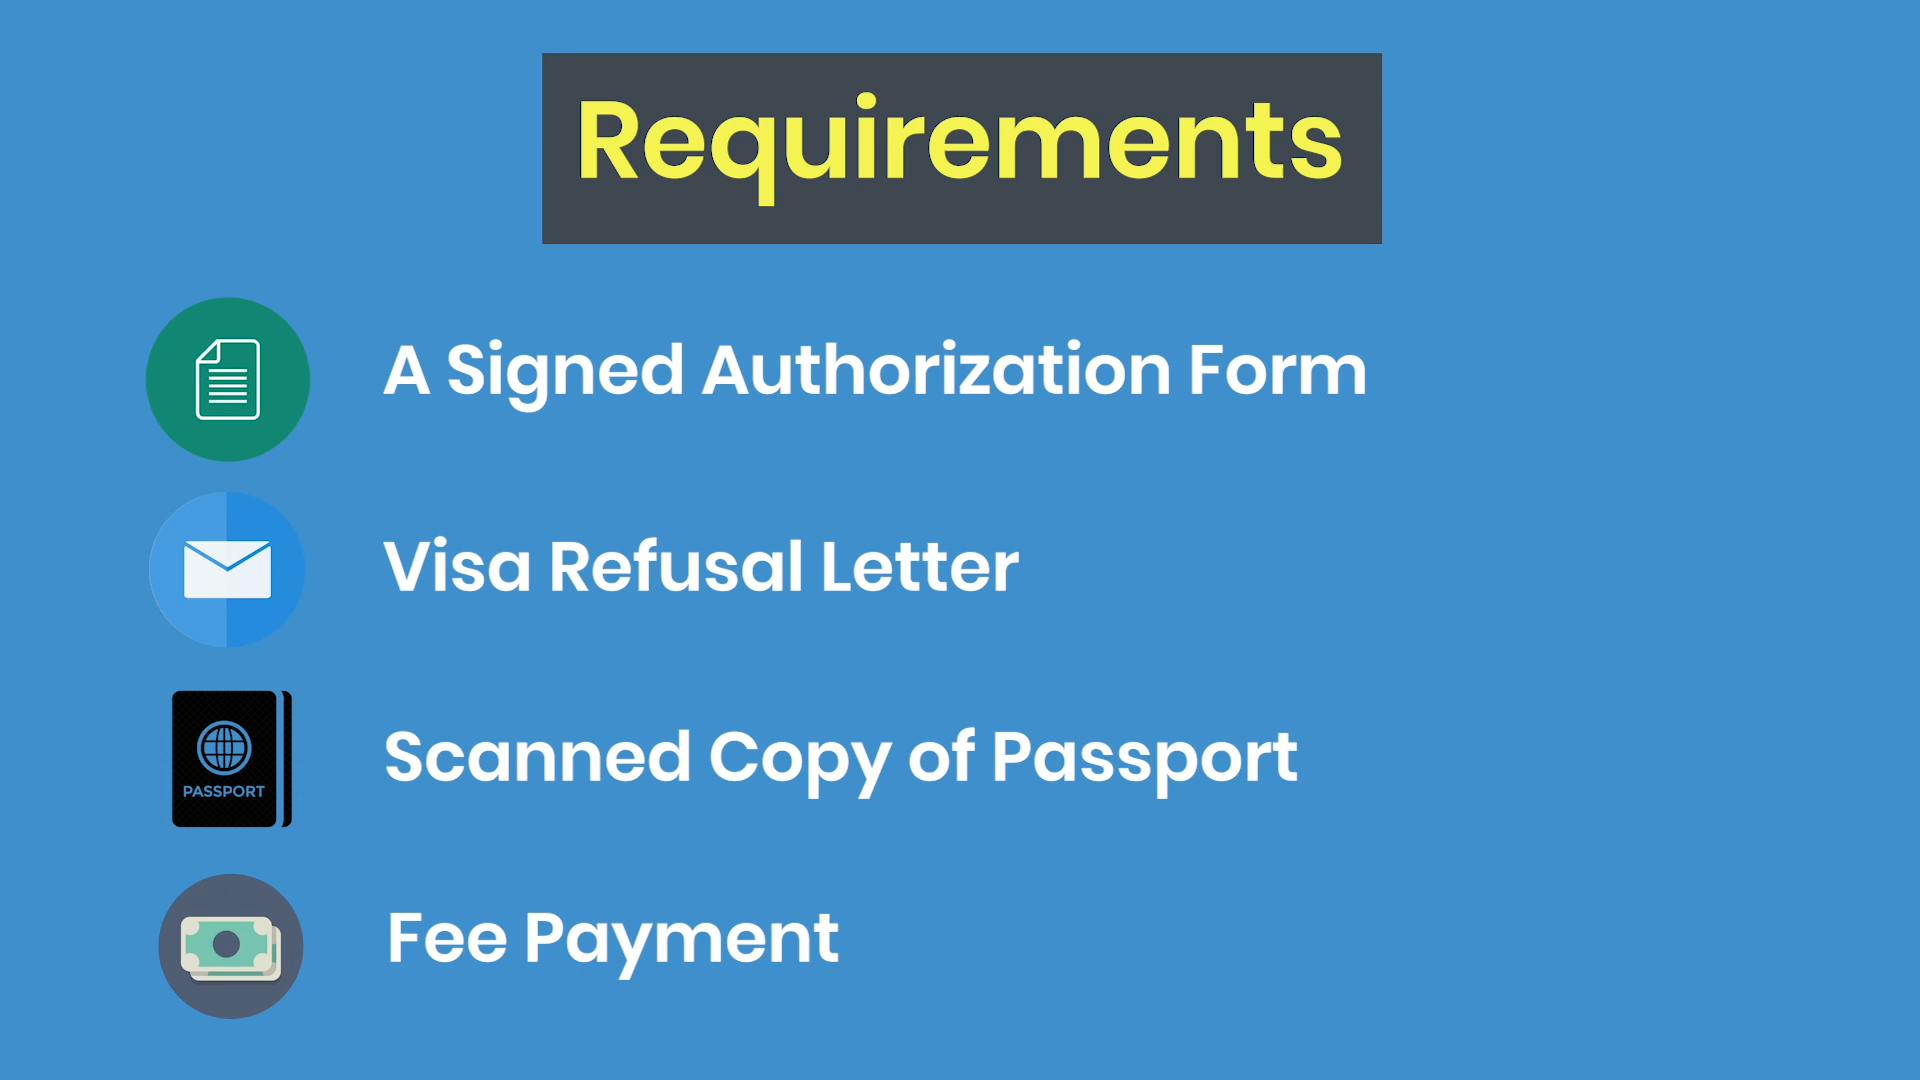 Requirements
A Signed Authorization Form
Visa Refusal Letter
PASSPORT
Scanned Copy of Passport
Fee Payment